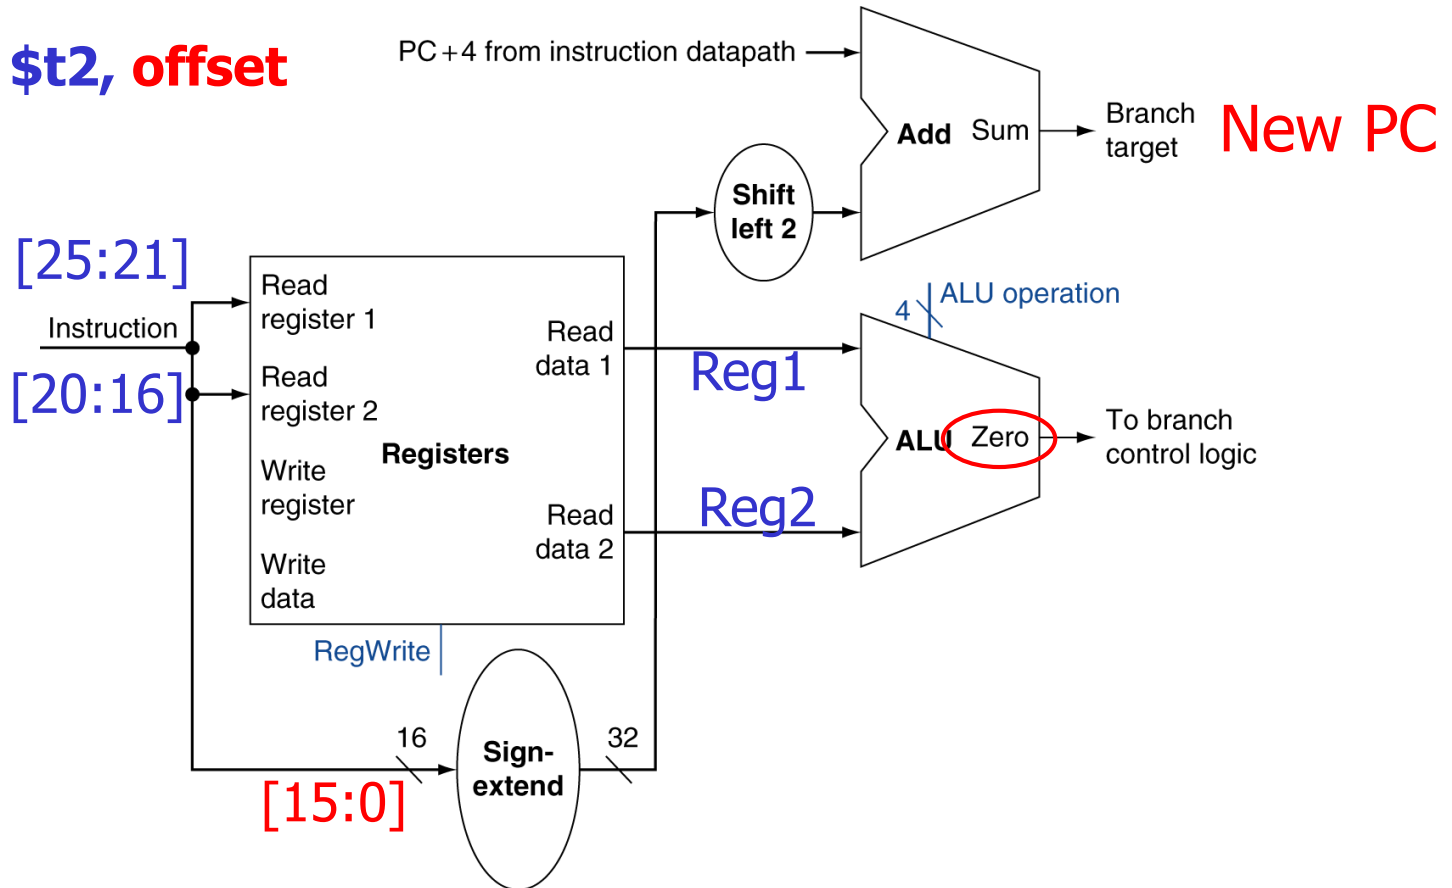 $t2, offset
PC+4 from instruction datapath
Add
Sum
Branch
target
New PC
Shift
left 2
[25:21]
Instruction
[20:16]
Read
register 1
Read
register 2
Write
register
Write
data
Registers
Read
data 1
Read
data 2
RegWrite
Reg1
Reg2
4
ALU operation
ALU
Zero
To branch
control logic
16
[15:0]
Sign-
extend
32